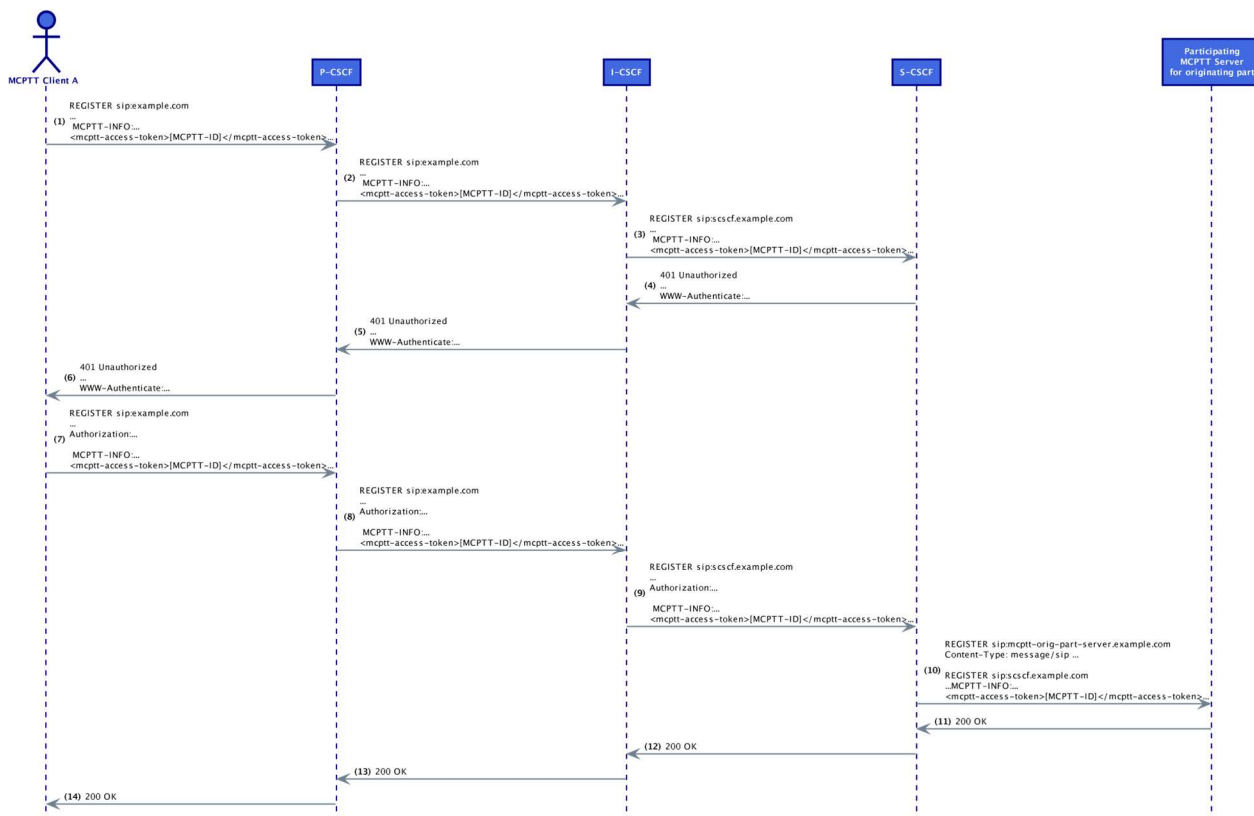 MCPTT Client A
P-CSCF
I-CSCF
S-CSCF
Participating
MCPTT Server
for originating part
REGISTER sip:example.com
...
(1)
MCPTT-INFO:...
<mcptt-access-token>[MCPTT-ID]</mcptt-access-token>...
REGISTER sip:example.com
...
(2)
MCPTT-INFO:...
<mcptt-access-token>[MCPTT-ID]</mcptt-access-token>...
REGISTER sip:scscf.example.com
...
(3)
MCPTT-INFO:...
<mcptt-access-token>[MCPTT-ID]</mcptt-access-token>...
401 Unauthorized
(4) ...
WWW-Authenticate:...
401 Unauthorized
(5) ...
WWW-Authenticate:...
401 Unauthorized
(6) ...
WWW-Authenticate:...
REGISTER sip:example.com
...
Authorization:...
(7)
MCPTT-INFO:...
<mcptt-access-token>[MCPTT-ID]</mcptt-access-token>...
REGISTER sip:example.com
...
Authorization:...
(8)
MCPTT-INFO:...
<mcptt-access-token>[MCPTT-ID]</mcptt-access-token>...
REGISTER sip:scscf.example.com
...
Authorization:...
(9)
MCPTT-INFO:...
<mcptt-access-token>[MCPTT-ID]</mcptt-access-token>...
REGISTER sip:mcptt-orig-part-server.example.com
Content-Type: message/sip ...
(10)
REGISTER sip:scscf.example.com
...MCPTT-INFO:...
<mcptt-access-token>[MCPTT-ID]</mcptt-access-token>...
(11) 200 OK
(12) 200 OK
(13) 200 OK
(14) 200 OK